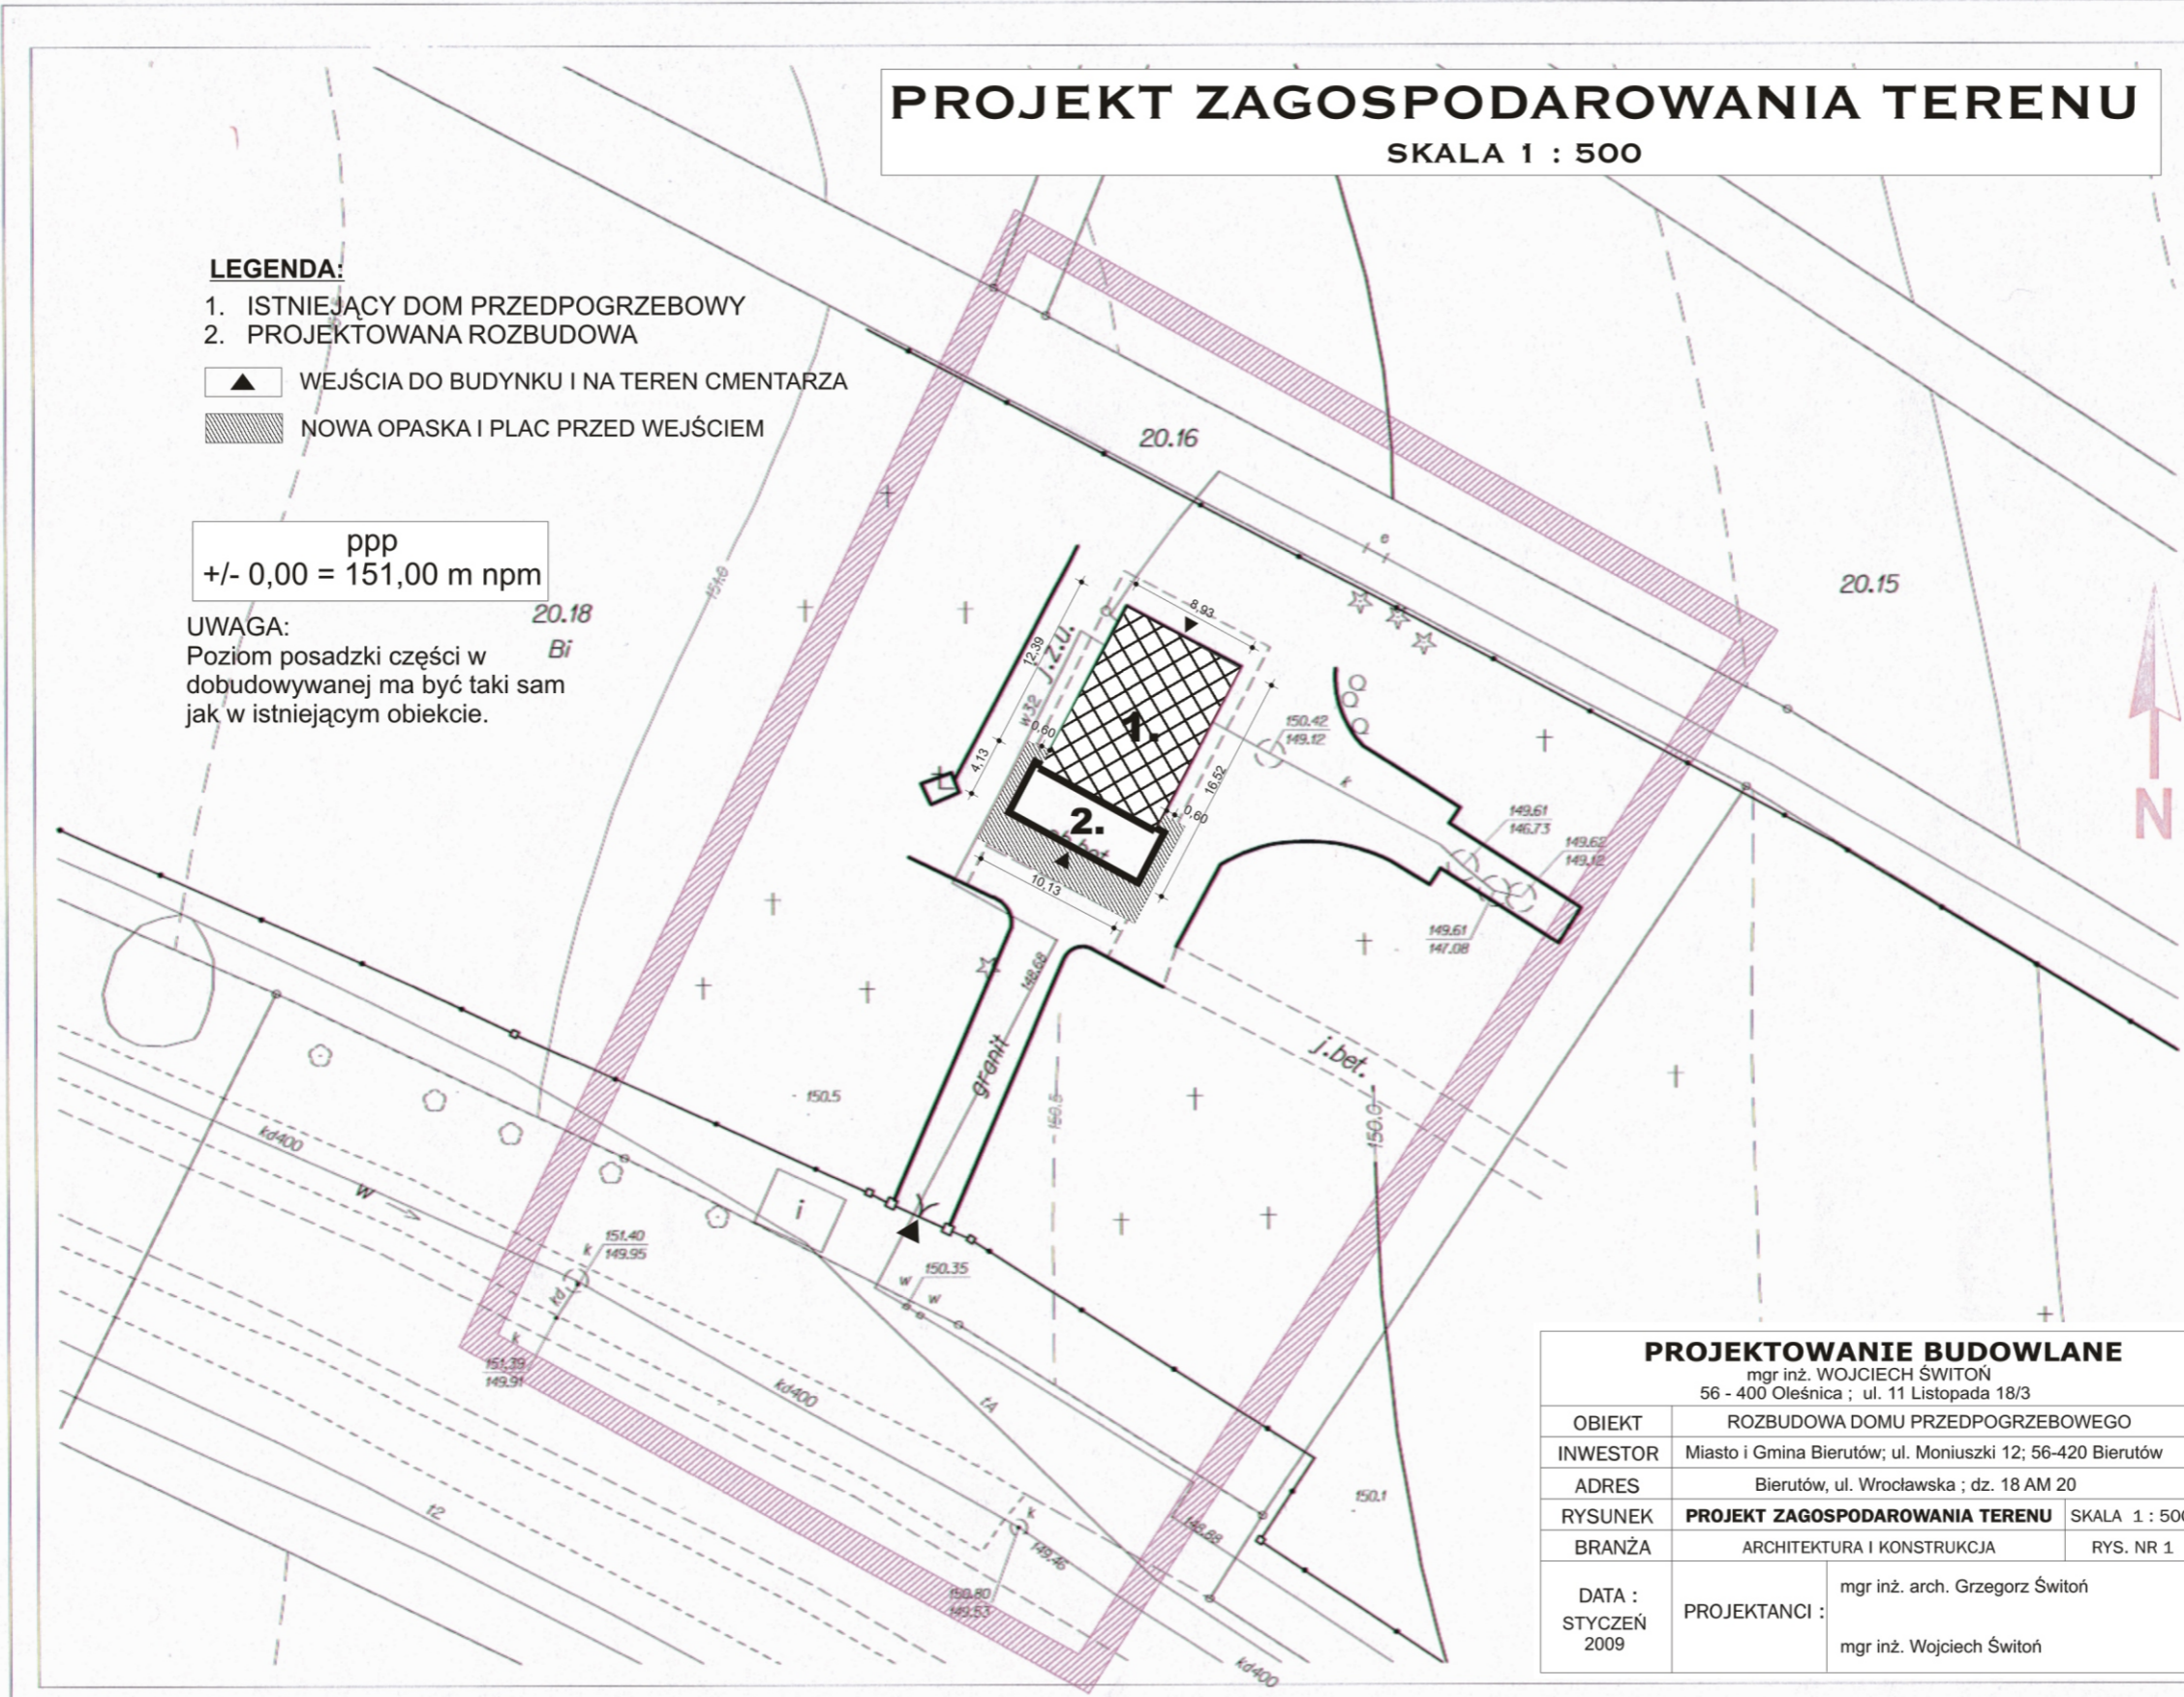 PROJEKT ZAGOSPODAROWANIA TERENU
SKALA 1 : 500
LEGENDA:
1. ISTNIEJĄCY DOM PRZEDPOGRZEBOWY
2. PROJEKTOWANA ROZBUDOWA
WEJŚCIA DO BUDYNKU I NA TEREN CMENTARZA
NOWA OPASKA I PLAC PRZED WEJŚCIEM
ppp
+/- 0,00 = 151,00 m npm
UWAGA:
Poziom posadzki części w
dobudowywanej ma być taki sam
jak w istniejącym obiekcie.
20.18
Bi
151.0
20.16
20.15
e
8,93
12,39
j.z.u.
w32
0,60
4,13
1.
2.
16,52
0,60
10,13
150.42
149.12
k
149.61
146.73
149.62
149.12
149.61
147.08
N
148.68
granit
j.bet.
150.5
150.5
150.0
kd400
w
i
151.40
149.95
k
kd
k
151.39
149.91
150.35
w
w
kd400
tA
t2
k
149.46
150.80
149.53
148.68
150.1
kd400
PROJEKTOWANIE BUDOWLANE
mgr inż. WOJCIECH ŚWITOŃ
56 - 400 Oleśnica ; ul. 11 Listopada 18/3
OBIEKT ROZBUDOWA DOMU PRZEDPOGRZEBOWEGO
INWESTOR Miasto i Gmina Bierutów; ul. Moniuszki 12; 56-420 Bierutów
ADRES Bierutów, ul. Wrocławska ; dz. 18 AM 20
RYSUNEK PROJEKT ZAGOSPODAROWANIA TERENU SKALA 1 : 500
BRANŻA ARCHITEKTURA I KONSTRUKCJA RYS. NR 1
DATA :
STYCZEŃ
2009
PROJEKTANCI :
mgr inż. arch. Grzegorz Świtoń
mgr inż. Wojciech Świtoń